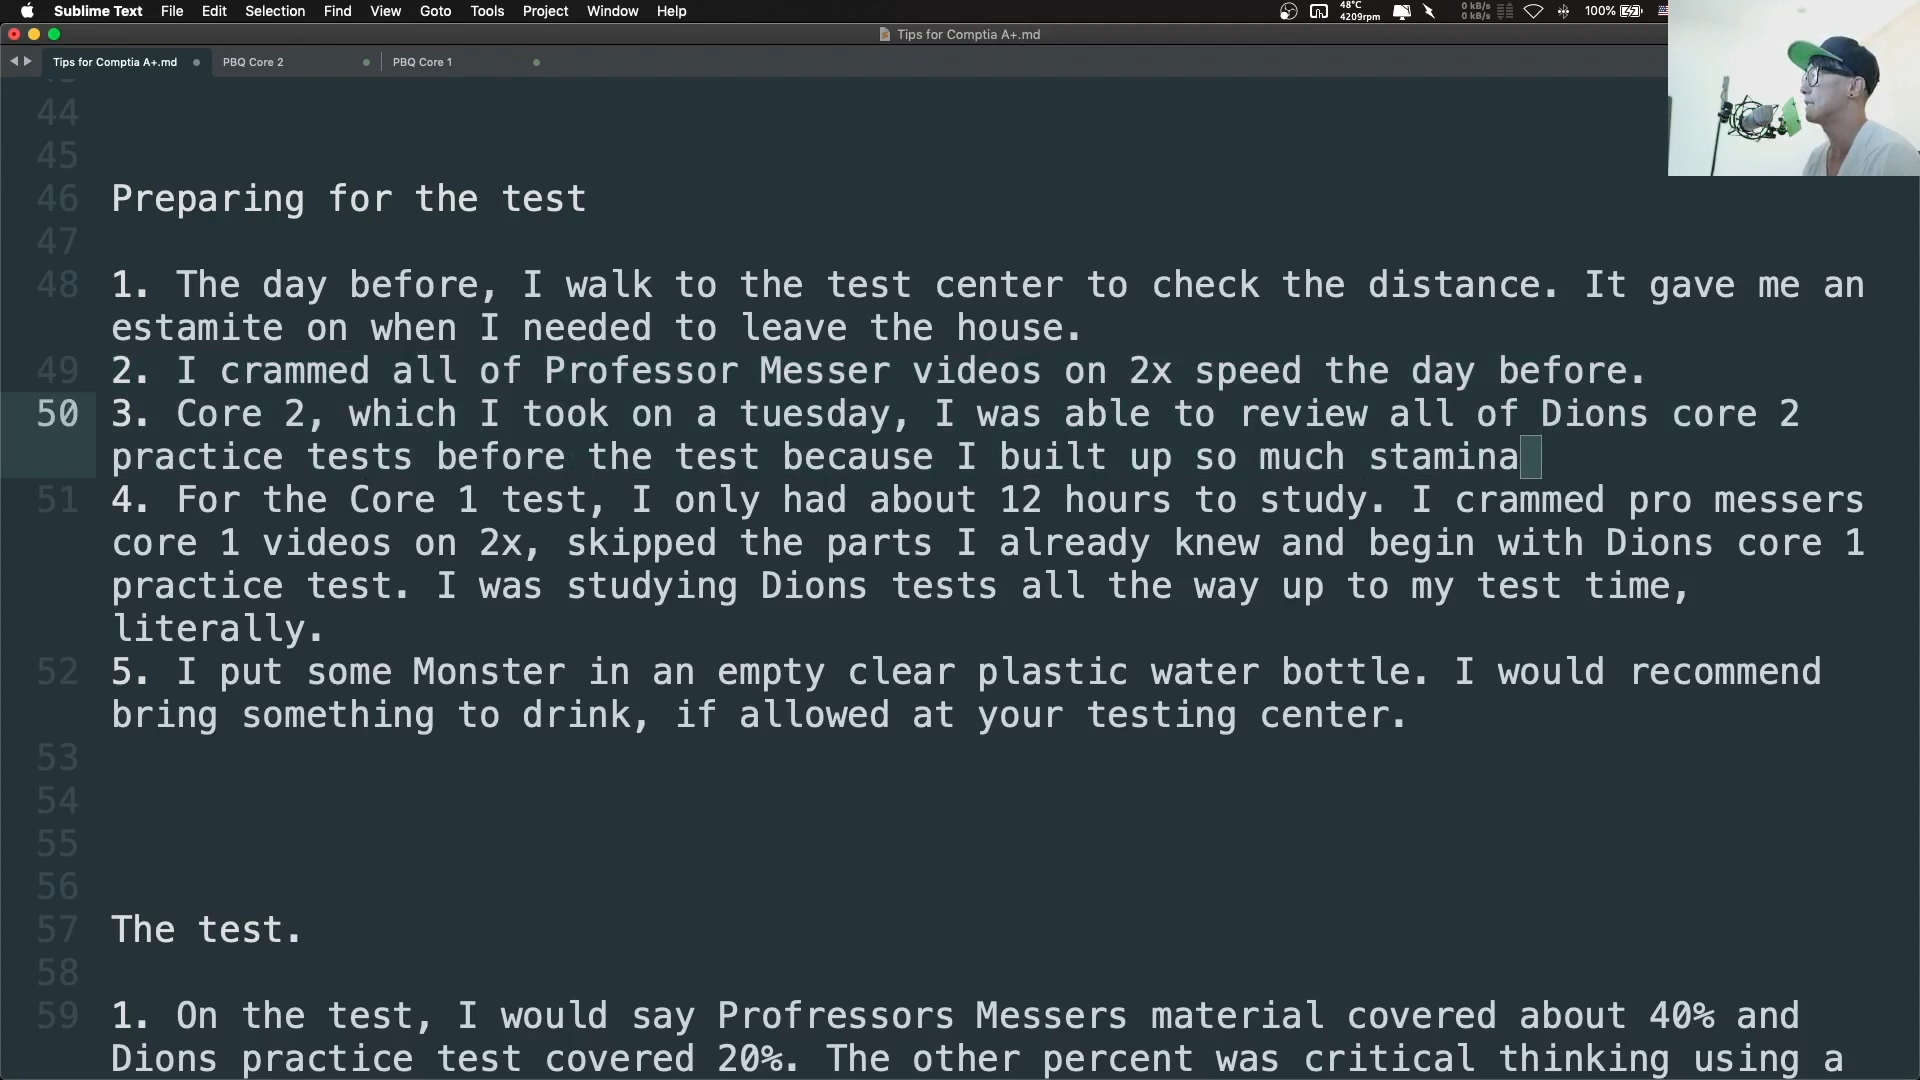 Sublime Text File Edit Selection Find View Goto Tools Project Window Help
48°C
4209rpm
0 kB/s
0 kB/s
100%
Tips for Comptia A+.md
Tips for Comptia A+.md PBQ Core 2 PBQ Core 1
44
45
46 Preparing for the test
47
48 1. The day before, I walk to the test center to check the distance. It gave me an
estamite on when I needed to leave the house.
49 2. I crammed all of Professor Messer videos on 2x speed the day before.
50 3. Core 2, which I took on a tuesday, I was able to review all of Dions core 2
practice tests before the test because I built up so much stamina
51 4. For the Core 1 test, I only had about 12 hours to study. I crammed pro messers
core 1 videos on 2x, skipped the parts I already knew and begin with Dions core 1
practice test. I was studying Dions tests all the way up to my test time,
literally.
52 5. I put some Monster in an empty clear plastic water bottle. I would recommend
bring something to drink, if allowed at your testing center.
53
54
55
56
57 The test.
58
59 1. On the test, I would say Profressors Messers material covered about 40% and
Dions practice test covered 20%. The other percent was critical thinking using a